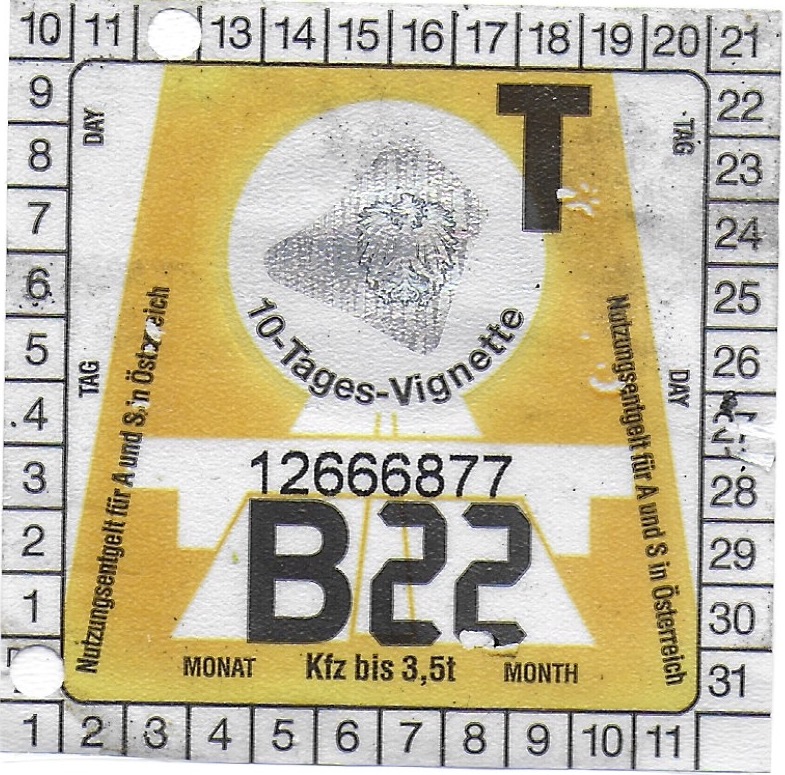 10 11 13 14 15 16 17 18 19 20 21
9 22
8 23
7 24
6 25
5 26
4
3 28
2 29
1 30
31
1 2 3 4 5 6 7 8 9 10 11
DAY
TAG
TAG
DAY
T
10-Tages-Vignette
Nutzungsentgelt für A und S in
Nutzungsentgelt für A und S in Österreich
12666877
B22
MONAT Kfz bis 3,5t MONTH